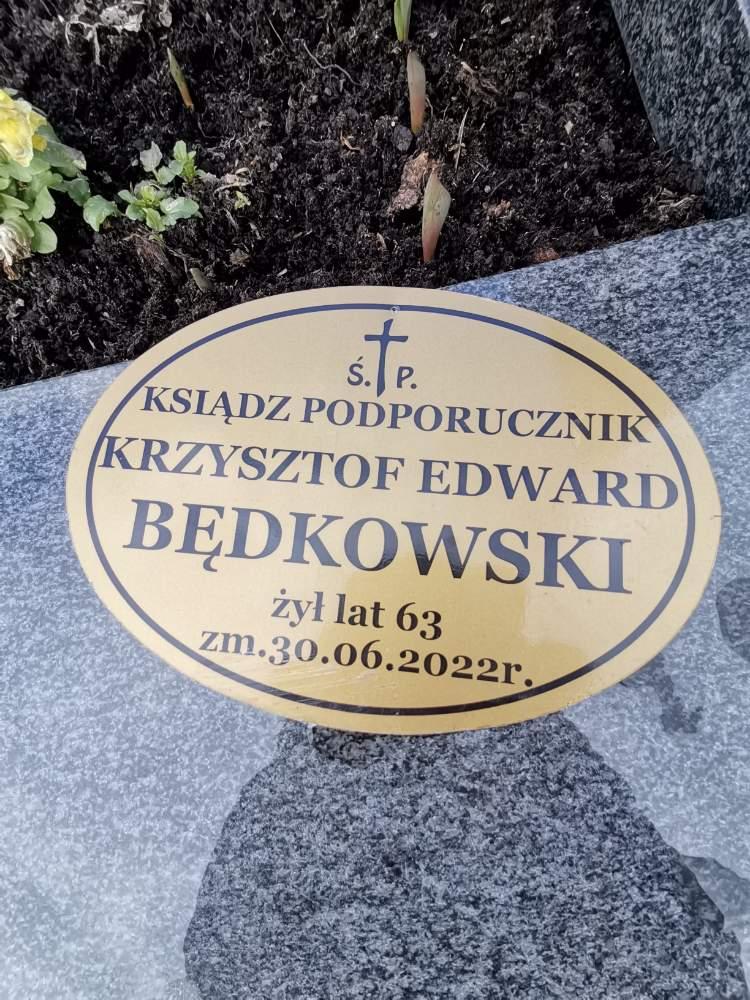 Ś. P.
KSIĄDZ PODPORUCZNIK
KRZYSZTOF EDWARD
BĘDKOWSKI
żył lat 63
zm.30.06.2022r.